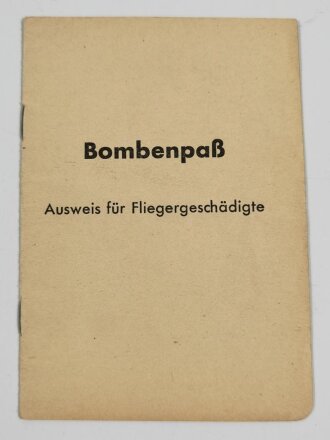 Bombenpaß
Ausweis für Fliegergeschädigte